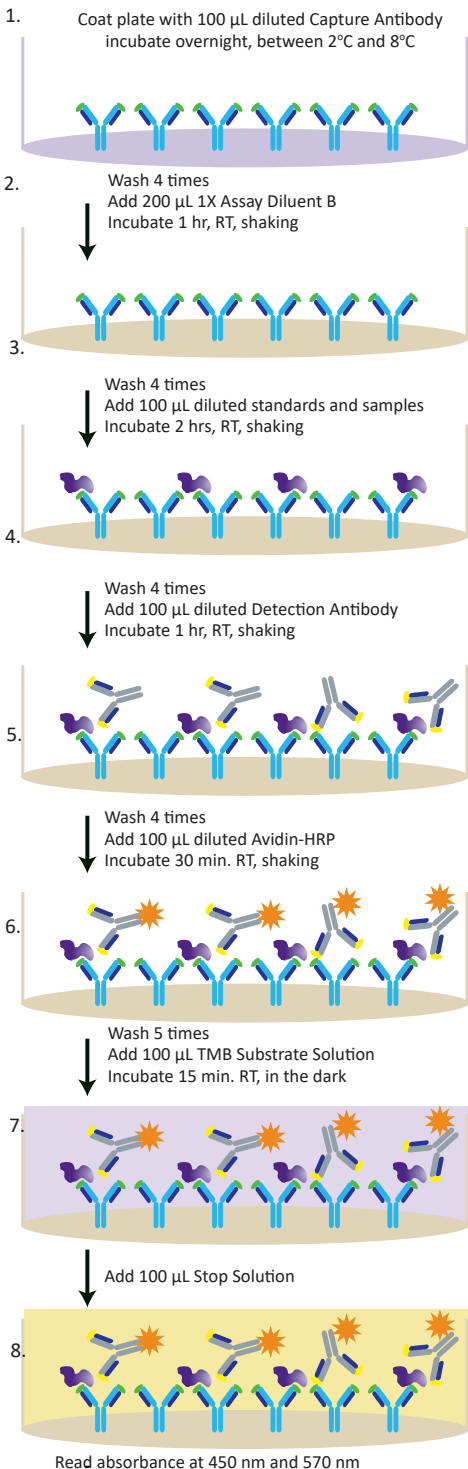 1. Coat plate with 100 µL diluted Capture Antibody
incubate overnight, between 2°C and 8°C
2. Wash 4 times
Add 200 µL 1X Assay Diluent B
Incubate 1 hr, RT, shaking
3.
Wash 4 times
Add 100 µL diluted standards and samples
Incubate 2 hrs, RT, shaking
4.
Wash 4 times
Add 100 µL diluted Detection Antibody
Incubate 1 hr, RT, shaking
5.
Wash 4 times
Add 100 µL diluted Avidin-HRP
Incubate 30 min. RT, shaking
6.
Wash 5 times
Add 100 µL TMB Substrate Solution
Incubate 15 min. RT, in the dark
7.
Add 100 µL Stop Solution
8.
Read absorbance at 450 nm and 570 nm